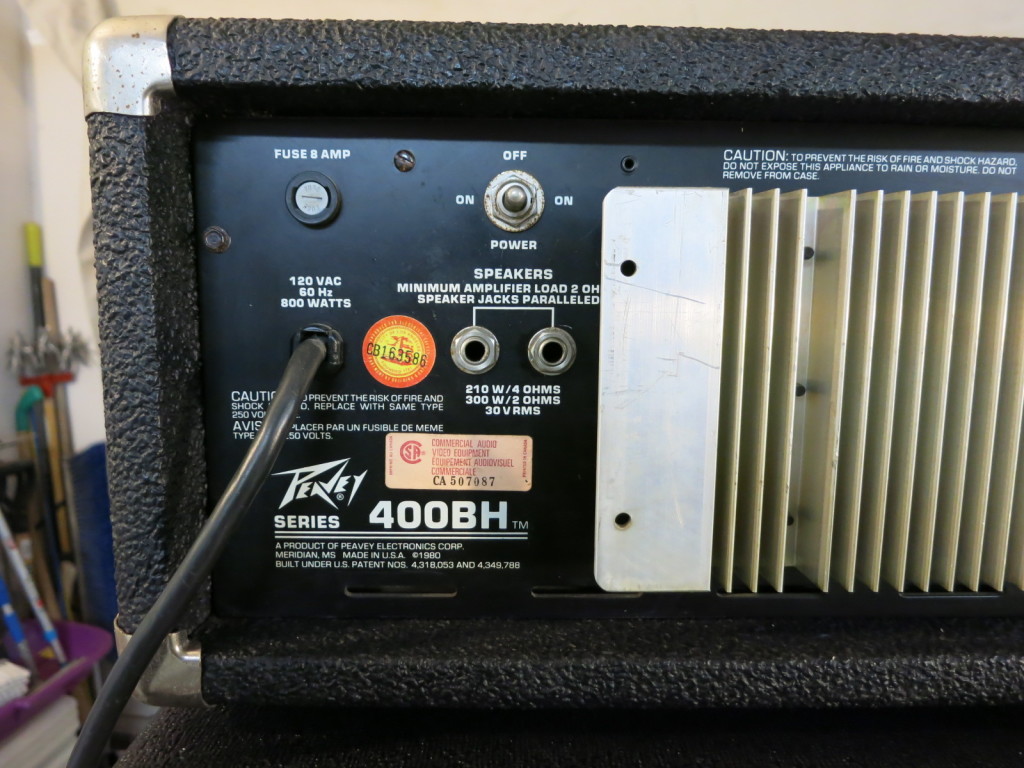 FUSE 8 AMP
OFF
ON
ON
POWER
CAUTION: TO PREVENT THE RISK OF FIRE AND SHOCK HAZARD,
DO NOT EXPOSE THIS APPLIANCE TO RAIN OR MOISTURE. DO NOT
REMOVE FROM CASE.
120 VAC
60 Hz
800 WATTS
SPEAKERS
MINIMUM AMPLIFIER LOAD 2 OH
SPEAKER JACKS PARALLELED
CB163586
210 W/4 OHMS
300 W/2 OHMS
30 V RMS
CAUTI TO PREVENT THE RISK OF FIRE AND
SHOCK REPLACE WITH SAME TYPE
250 VO
AVIS PLACER PAR UN FUSIBLE DE MEME
TYPE 250 VOLTS.
COMMERCIAL AUDIO
VIDEO EQUIPMENT
EQUIPEMENT AUDIOVISUEL
COMMERCIALE
CA 507087
PEAVEY®
SERIES 400BH TM
A PRODUCT OF PEAVEY ELECTRONICS CORP.
MERIDIAN, MS MADE IN U.S.A. ©1980
BUILT UNDER U.S. PATENT NOS. 4,318,053 AND 4,349,788